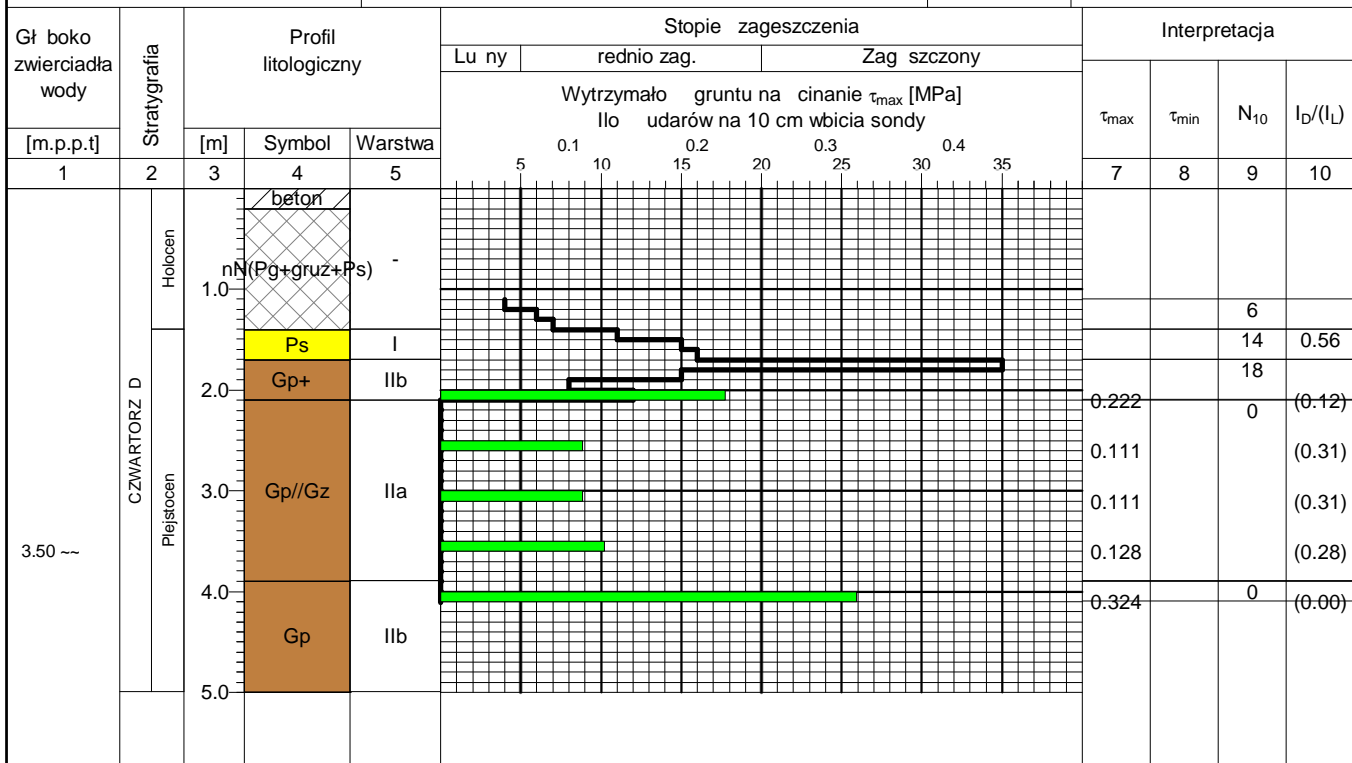 Gł boko
zwierciadła
wody
[m.p.p.t]
1
Stratygrafia
2
Profil
litologiczny
[m] Symbol Warstwa
3 4 5
Stopie zageszczenia
Lu ny rednio zag. Zag szczony
Wytrzymało gruntu na cinanie τmax [MPa]
Ilo udarów na 10 cm wbicia sondy
0.1 0.2 0.3 0.4
5 10 15 20 25 30 35
Interpretacja
τmax τmin N10 ID/(IL)
7 8 9 10
beton
Holocen
nN(Pg+gruz+Ps) -
1.0
6
Ps I 14 0.56
Gp+ IIb 18
2.0
0.222 0 (0.12)
CZWARTORZ D
0.111 (0.31)
Plejstocen
3.0 Gp//Gz IIa
0.111 (0.31)
3.50 ~~
0.128 (0.28)
4.0
0.324 0 (0.00)
Gp IIb
5.0